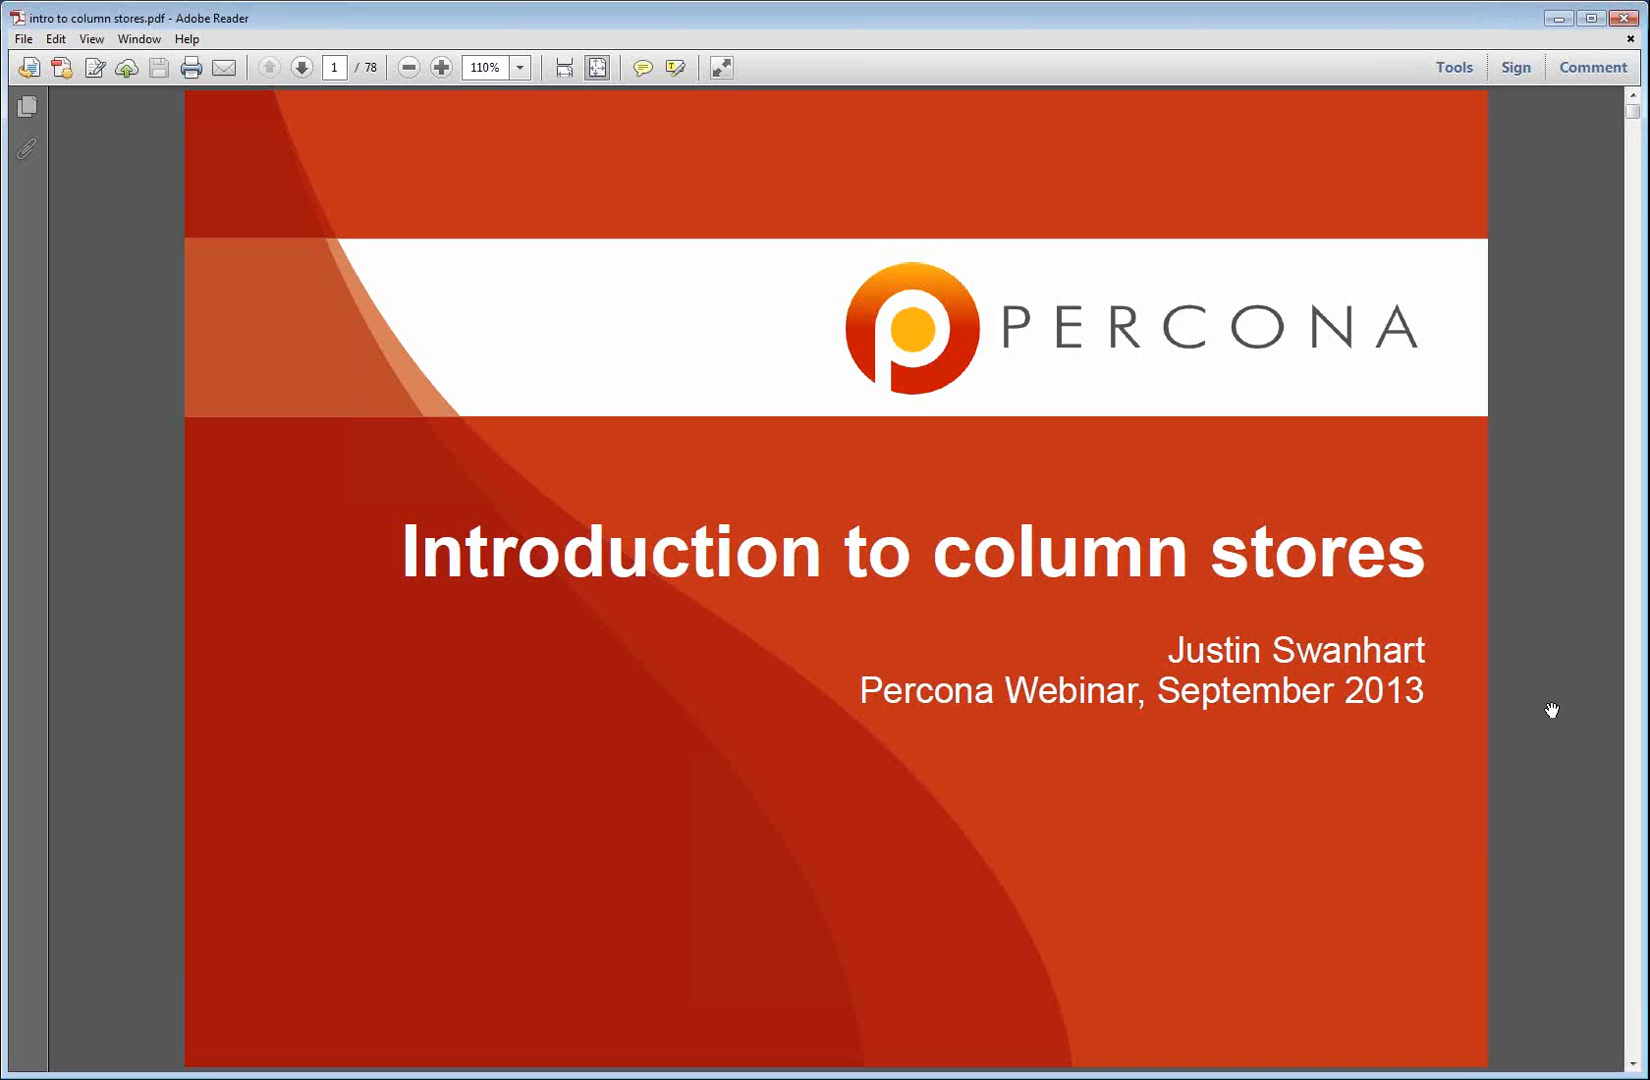 intro to column stores.pdf - Adobe Reader
File Edit View Window Help
1 / 78 110% Tools Sign Comment
PERCONA
Introduction to column stores
Justin Swanhart
Percona Webinar, September 2013